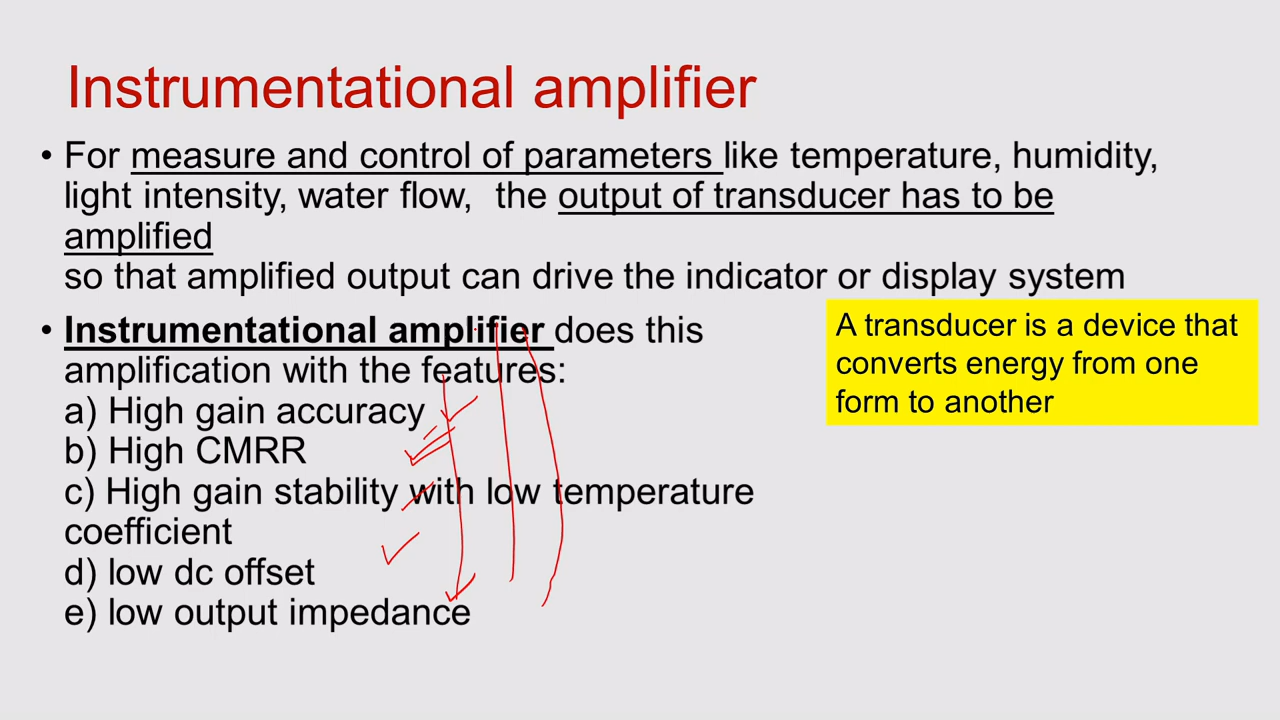 Instrumentational amplifier
• For measure and control of parameters like temperature, humidity,
light intensity, water flow, the output of transducer has to be
amplified
so that amplified output can drive the indicator or display system
• Instrumentational amplifier does this
amplification with the features:
a) High gain accuracy
b) High CMRR
c) High gain stability with low temperature
coefficient
d) low dc offset
e) low output impedance
A transducer is a device that
converts energy from one
form to another